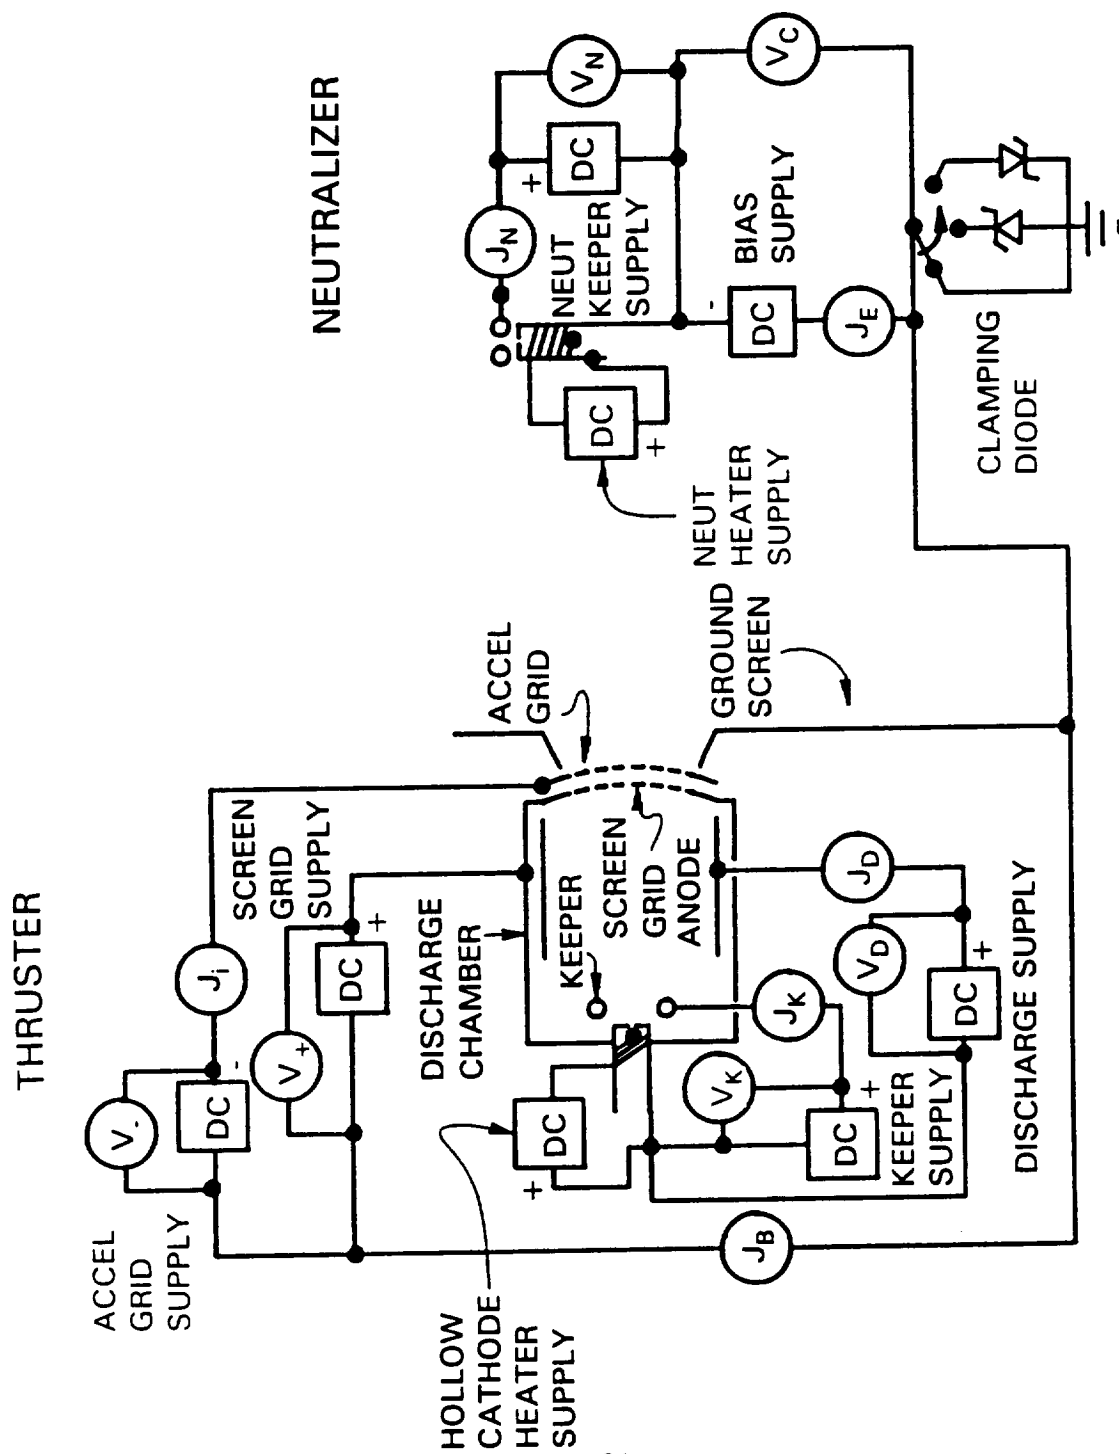 THRUSTER
NEUTRALIZER
ACCEL
GRID
SUPPLY
V-
DC
-
Ji
SCREEN
GRID
SUPPLY
V+
DC
+
ACCEL
GRID
HOLLOW
CATHODE
HEATER
SUPPLY
DC
+
DISCHARGE
CHAMBER
KEEPER
SCREEN
GRID
ANODE
GROUND
SCREEN
VK
JK
DC
+
KEEPER
SUPPLY
JD
VD
DC
+
DISCHARGE SUPPLY
JB
JN
VN
+
DC
NEUT
KEEPER
SUPPLY
DC
+
NEUT
HEATER
SUPPLY
-
DC
BIAS
SUPPLY
VC
JE
CLAMPING
DIODE